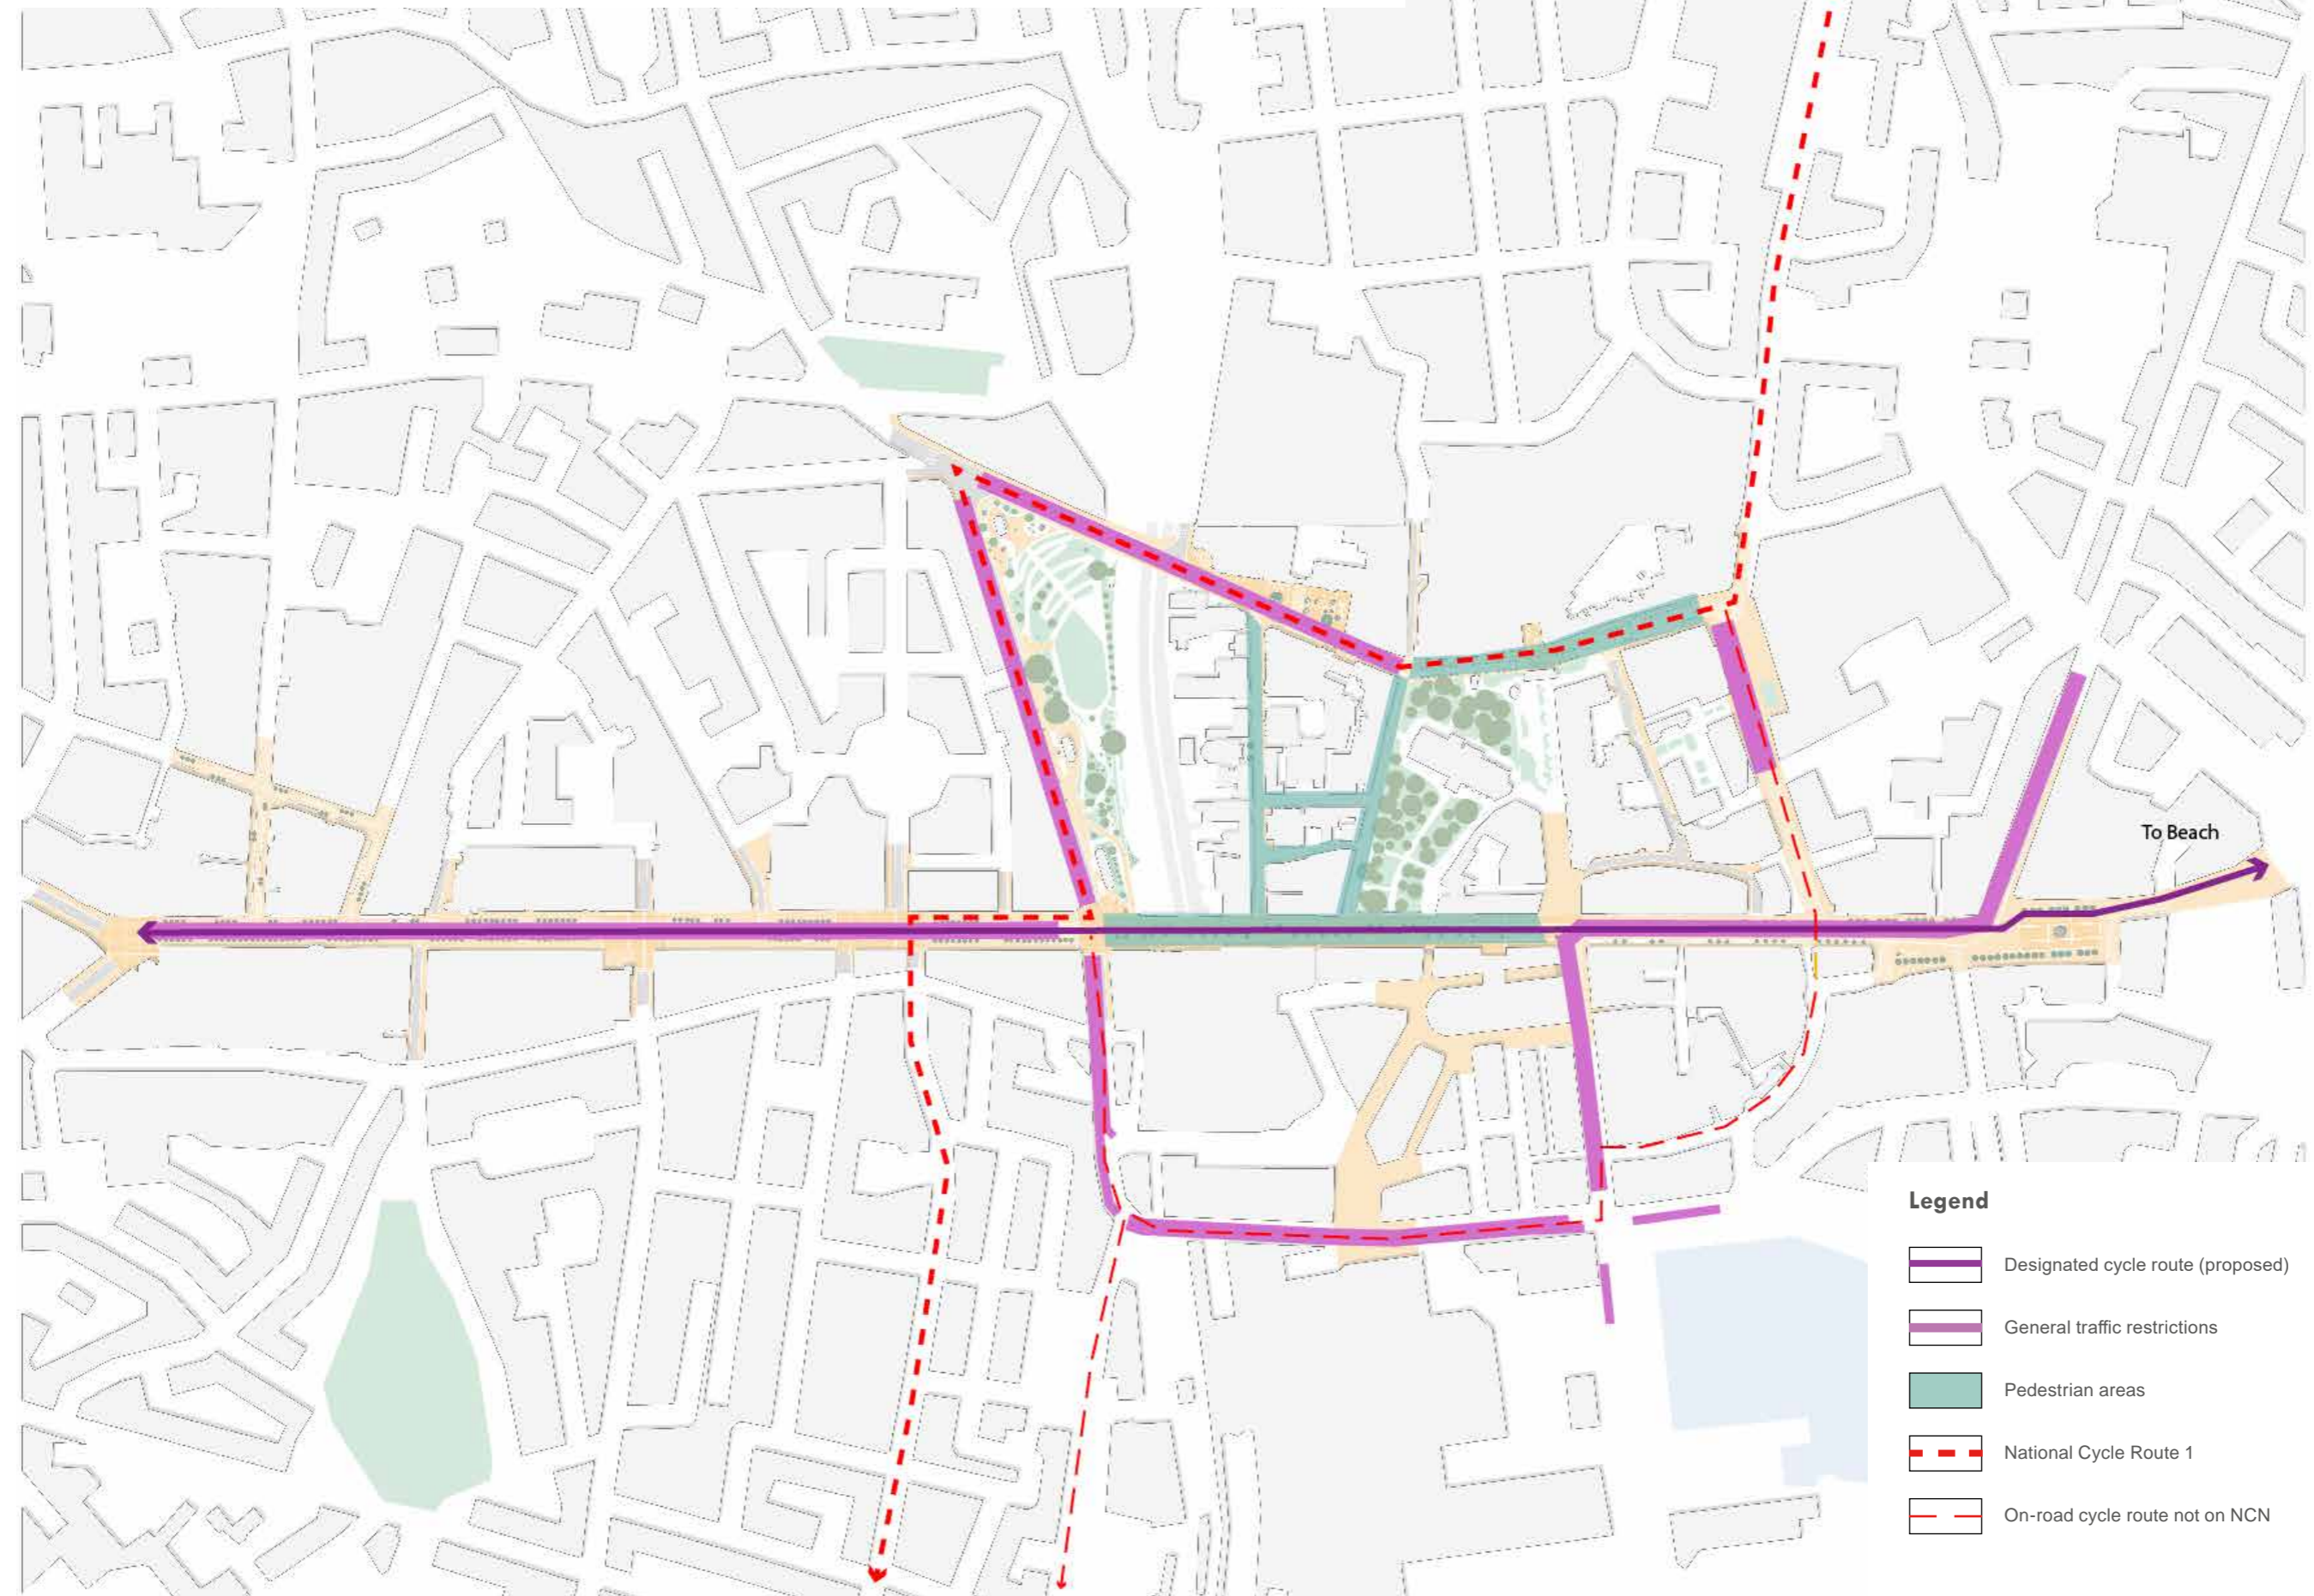 To Beach
Legend
Designated cycle route (proposed)
General traffic restrictions
Pedestrian areas
National Cycle Route 1
On-road cycle route not on NCN